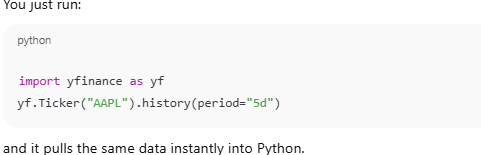 You just run:
python
import yfinance as yf
yf.Ticker("AAPL").history(period="5d")
and it pulls the same data instantly into Python.